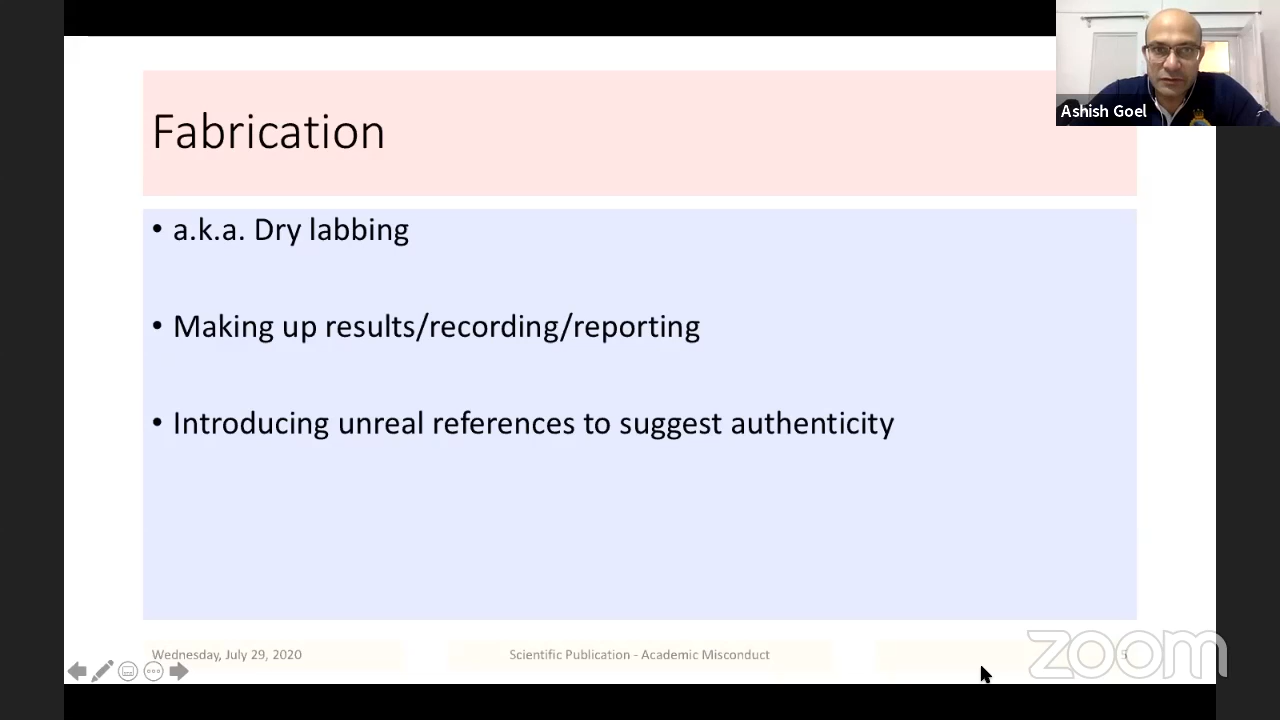 Ashish Goel
Fabrication
• a.k.a. Dry labbing
• Making up results/recording/reporting
• Introducing unreal references to suggest authenticity
Wednesday, July 29, 2020
Scientific Publication - Academic Misconduct
5
zoom